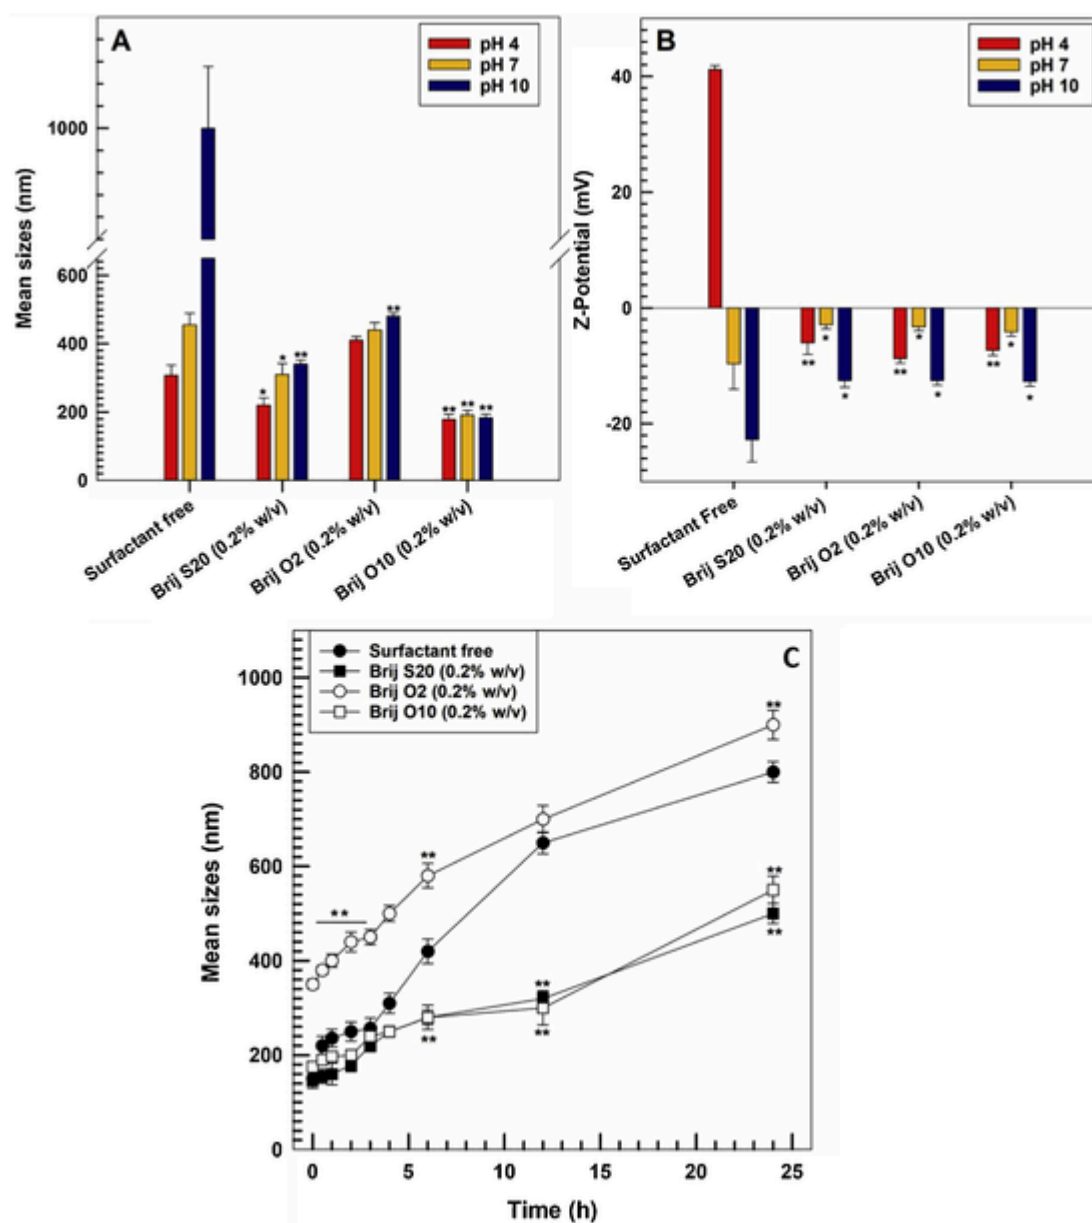 A
pH 4
pH 7
pH 10
Mean sizes (nm)
1000
600
400
200
0
*
*
**
**
**
**
**
Surfactant free
Brij S20 (0.2% w/v)
Brij O2 (0.2% w/v)
Brij O10 (0.2% w/v)
B
pH 4
pH 7
pH 10
Z-Potential (mV)
40
20
0
-20
**
*
*
**
*
*
**
*
*
Surfactant Free
Brij S20 (0.2% w/v)
Brij O2 (0.2% w/v)
Brij O10 (0.2% w/v)
C
Surfactant free
Brij S20 (0.2% w/v)
Brij O2 (0.2% w/v)
Brij O10 (0.2% w/v)
Mean sizes (nm)
1000
800
600
400
200
0
**
**
**
**
**
**
**
**
0 5 10 15 20 25
Time (h)